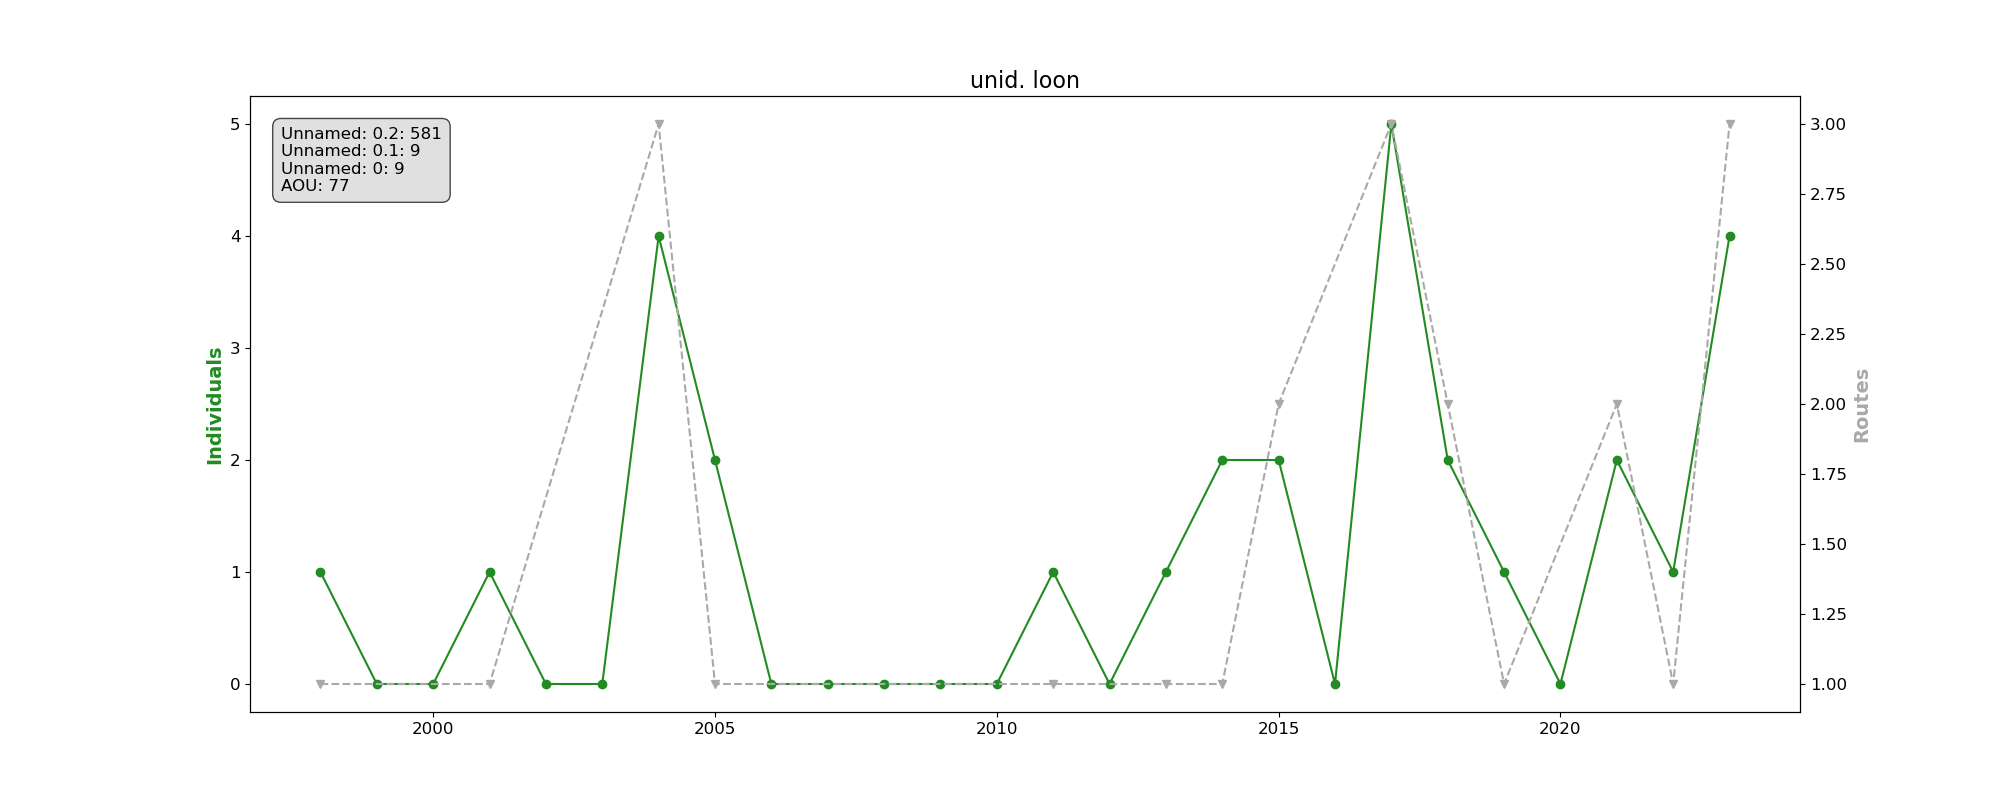 unid. loon
Unnamed: 0.2: 581
Unnamed: 0.1: 9
Unnamed: 0: 9
AOU: 77
Individuals
5
4
3
2
1
0
3.00
2.75
2.50
2.25
2.00
1.75
1.50
1.25
1.00
Routes
2000 2005 2010 2015 2020